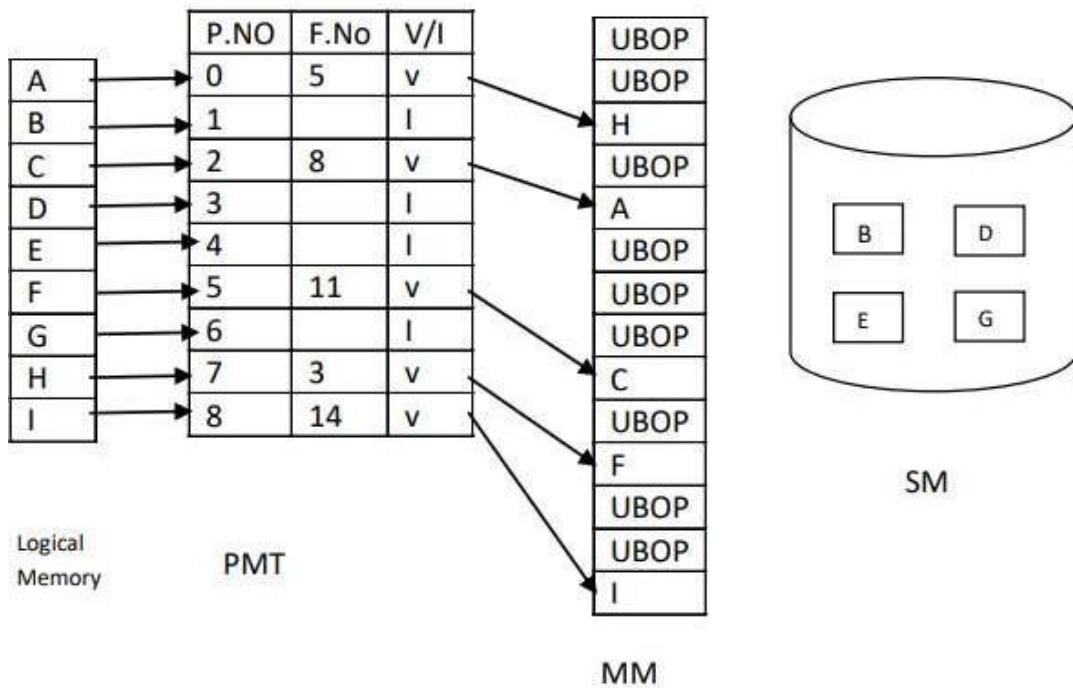 A
B
C
D
E
F
G
H
I
Logical
Memory
P.NO F.No V/I
0 5 v
1 I
2 8 v
3 I
4 I
5 11 v
6 I
7 3 v
8 14 v
PMT
UBOP
UBOP
H
UBOP
A
UBOP
UBOP
UBOP
C
UBOP
F
UBOP
UBOP
I
MM
B D
E G
SM